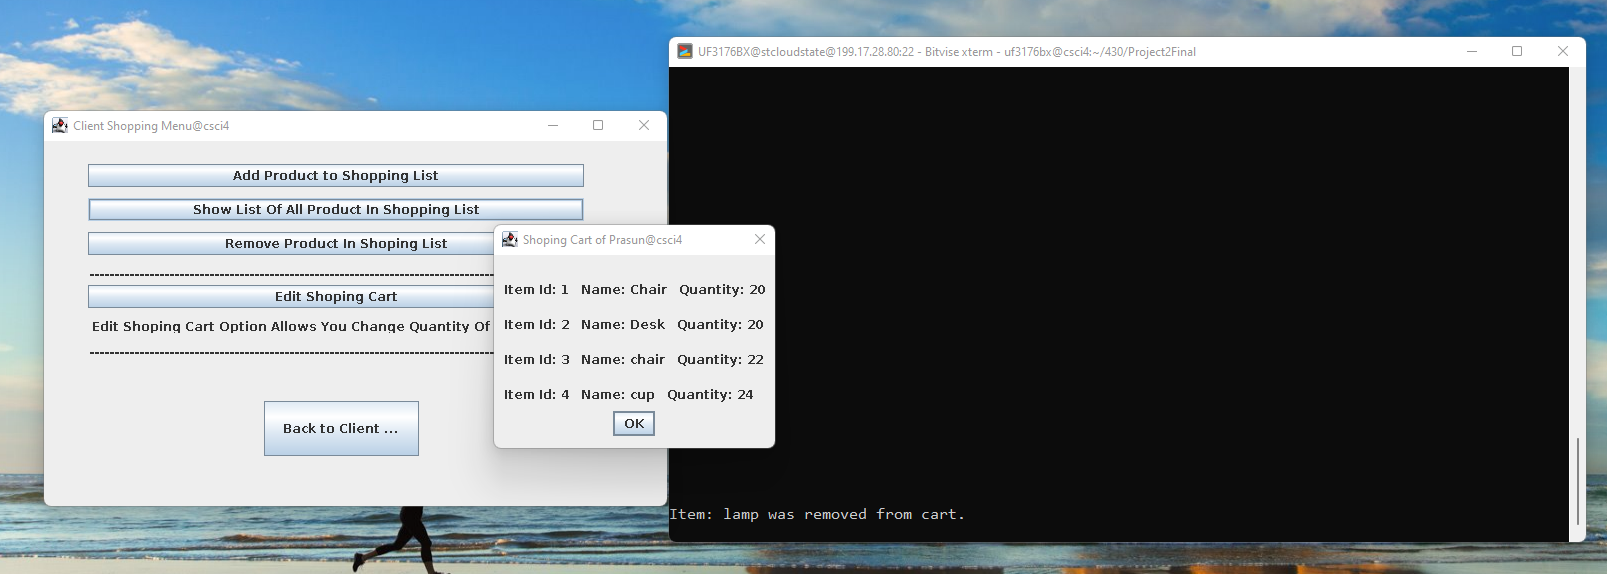 UF3176BX@stcloudstate@199.17.28.80:22 - Bitvise xterm - uf3176bx@csci4:~/430/Project2Final
Client Shopping Menu@csci4
Add Product to Shopping List
Show List Of All Product In Shopping List
Remove Product In Shoping List
--------------------------------------------------------------------------------
Edit Shoping Cart
Edit Shoping Cart Option Allows You Change Quantity Of
--------------------------------------------------------------------------------
Back to Client ...
Shoping Cart of Prasun@csci4
Item Id: 1 Name: Chair Quantity: 20
Item Id: 2 Name: Desk Quantity: 20
Item Id: 3 Name: chair Quantity: 22
Item Id: 4 Name: cup Quantity: 24
OK
Item: lamp was removed from cart.